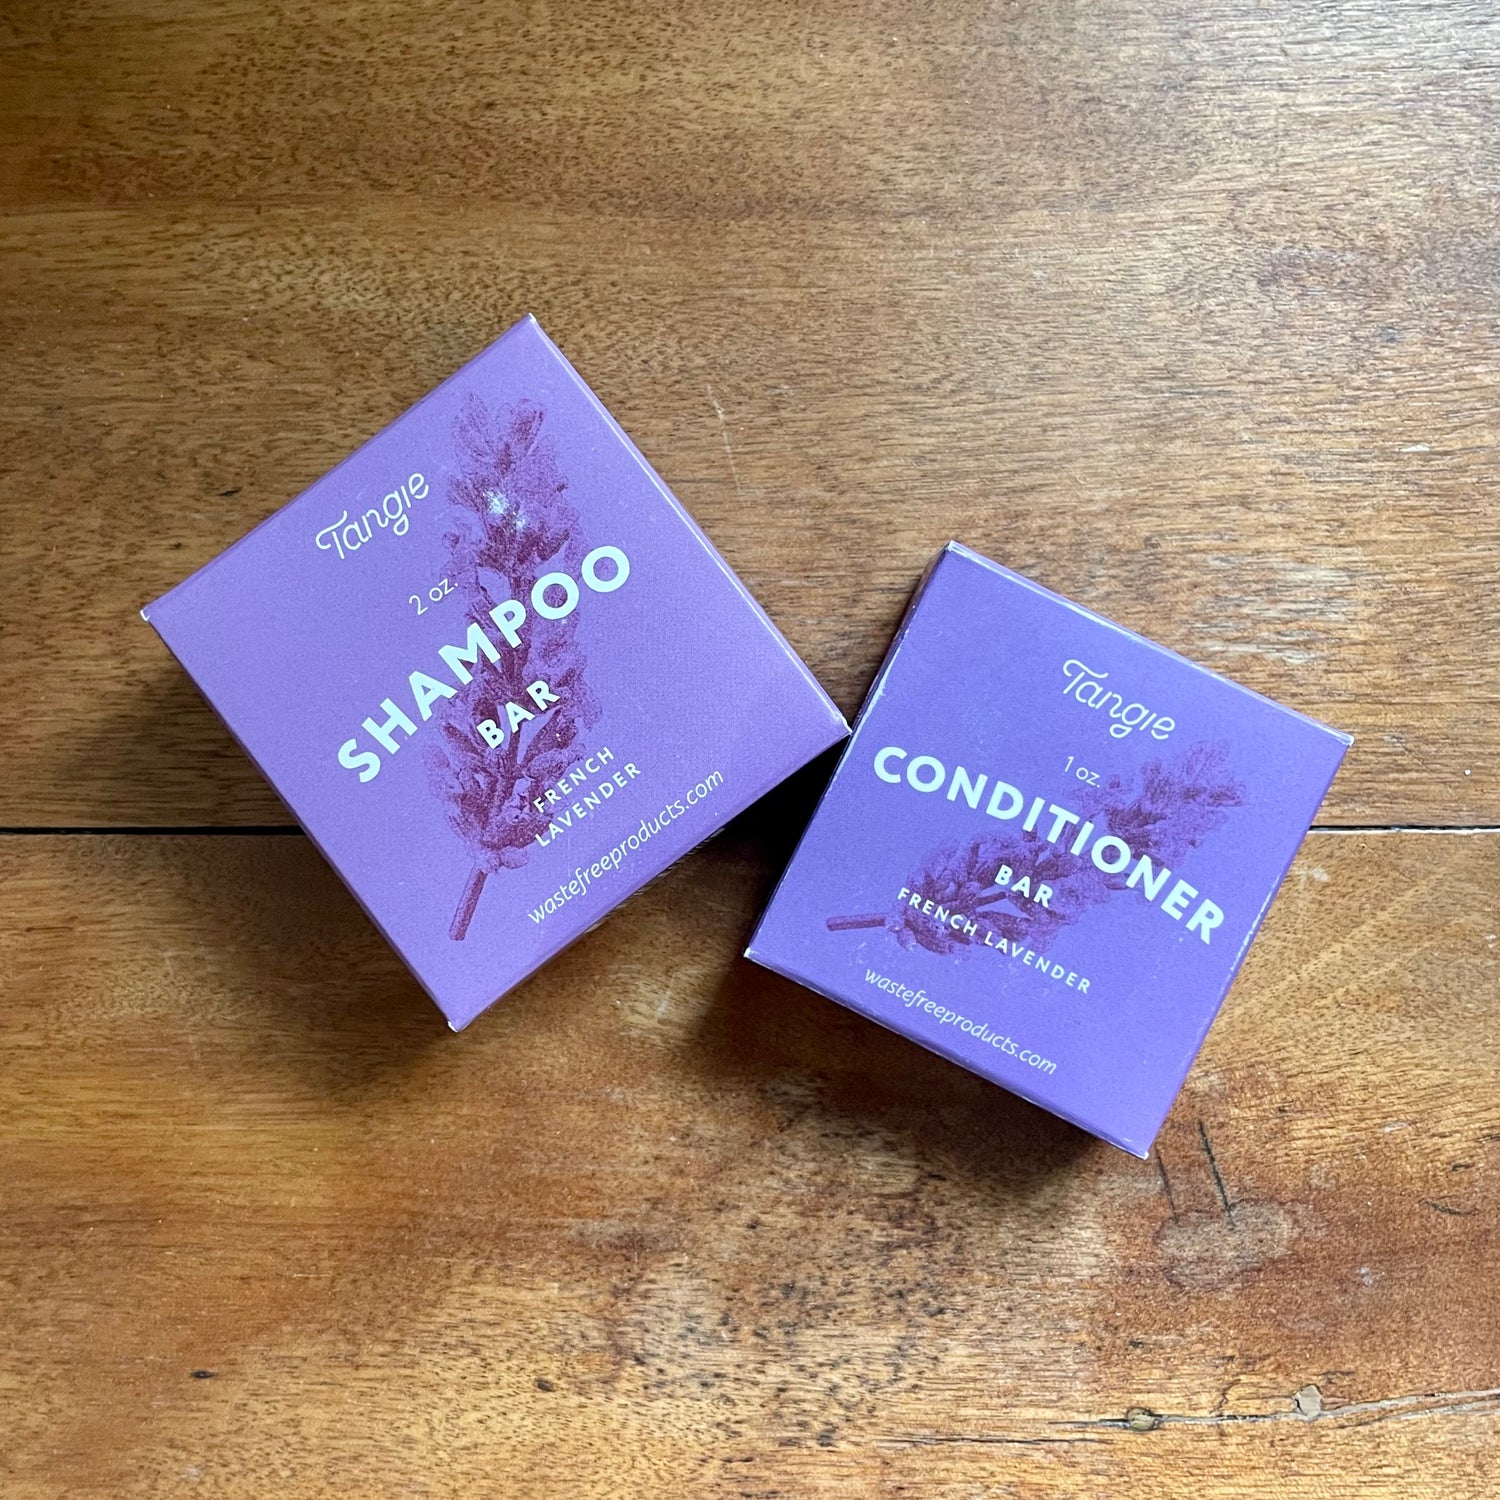 Tangie
2 oz.
SHAMPOO
BAR
FRENCH
LAVENDER
wastefreeproducts.com
Tangie
1 oz.
CONDITIONER
BAR
FRENCH LAVENDER
wastefreeproducts.com